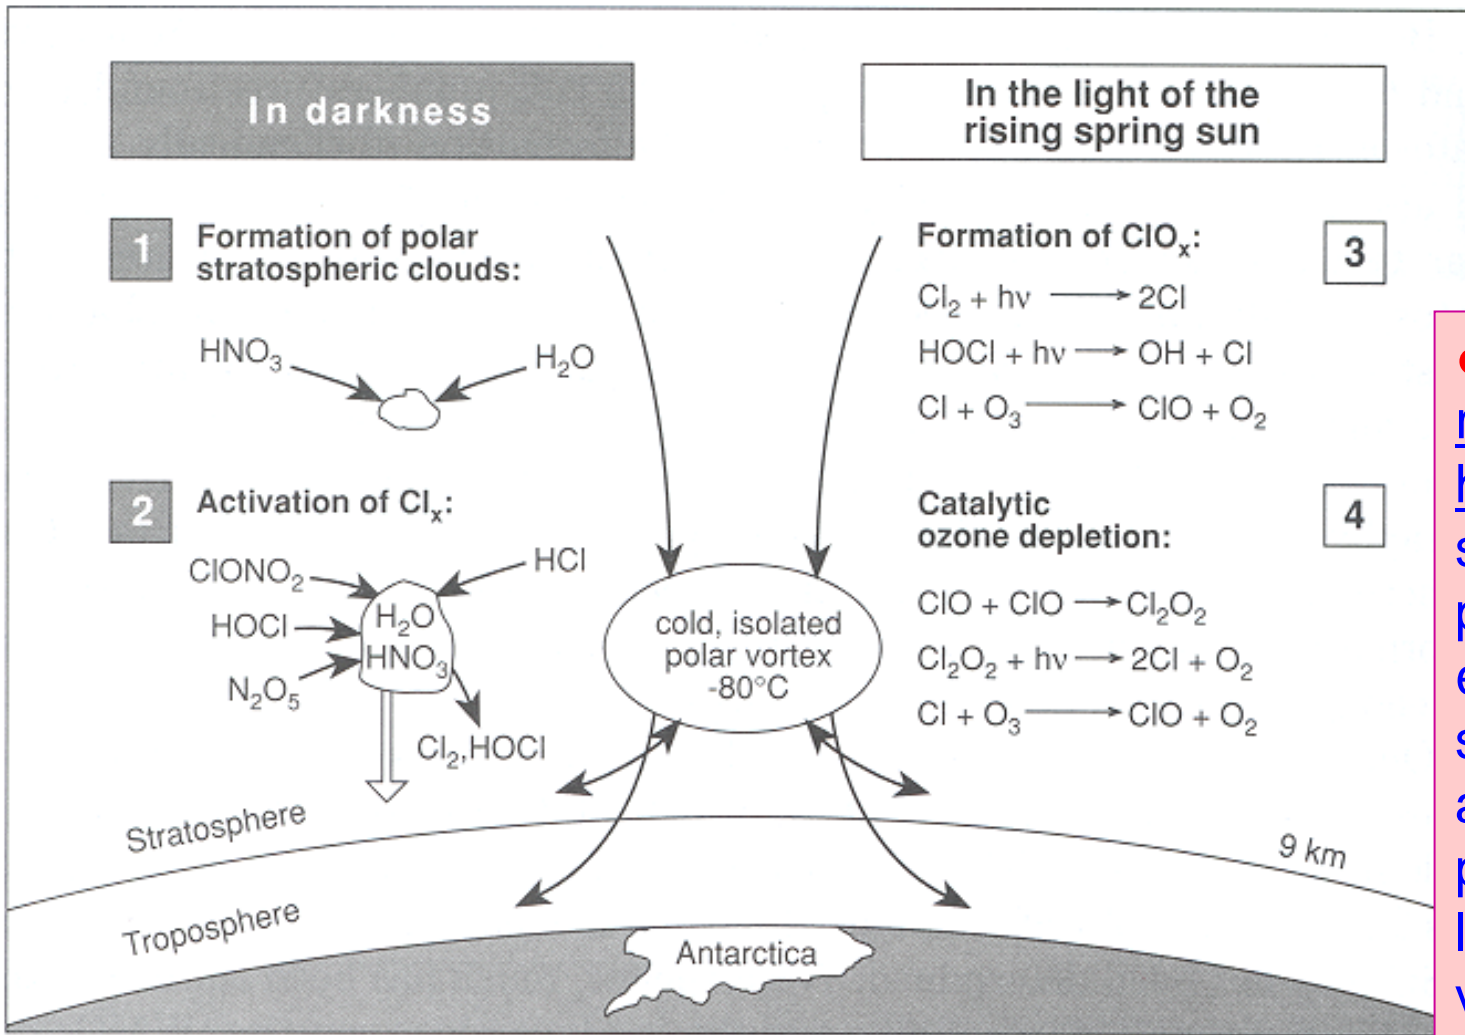 In darkness
In the light of the
rising spring sun
1
Formation of polar
stratospheric clouds:
HNO₃
H₂O
2
Activation of Clₓ:
ClONO₂
HCl
HOCl
H₂O
HNO₃
N₂O₅
Cl₂,HOCl
Formation of ClOₓ:
3
Cl₂ + hν ⟶ 2Cl
HOCl + hν ⟶ OH + Cl
Cl + O₃ ⟶ ClO + O₂
Catalytic
ozone depletion:
4
ClO + ClO ⟶ Cl₂O₂
Cl₂O₂ + hν ⟶ 2Cl + O₂
Cl + O₃ ⟶ ClO + O₂
cold, isolated
polar vortex
-80°C
Stratosphere
9 km
Troposphere
Antarctica